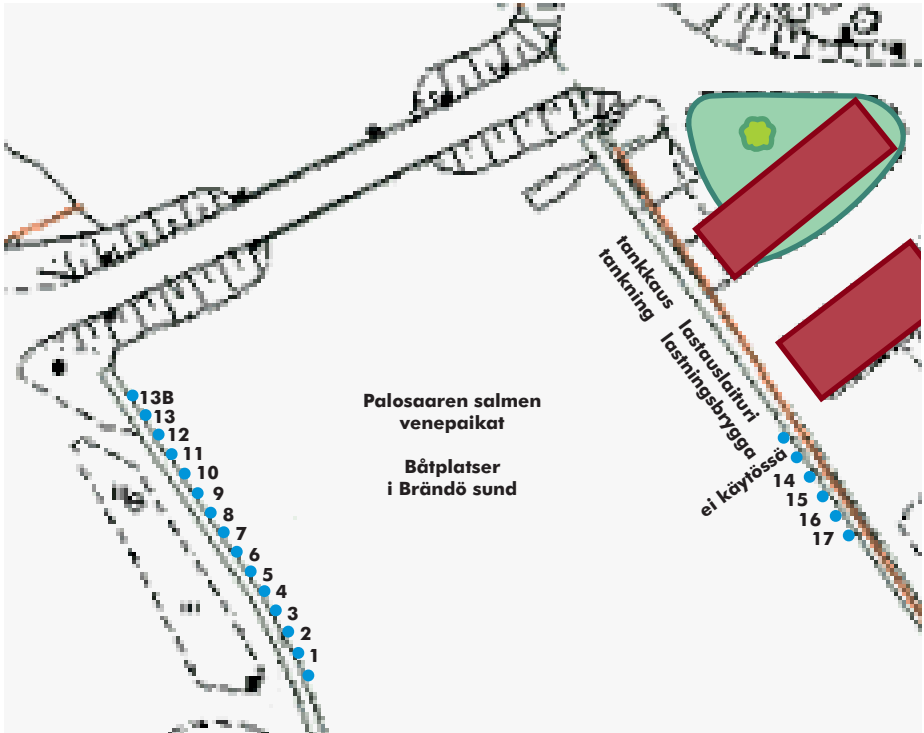 tankkaus
tankning
lastauslaituri
lastningsbrygga
ei käytössä
14
15
16
17
Palosaaren salmen
venepaikat
Båtplatser
i Brändö sund
13B
13
12
11
10
9
8
7
6
5
4
3
2
1